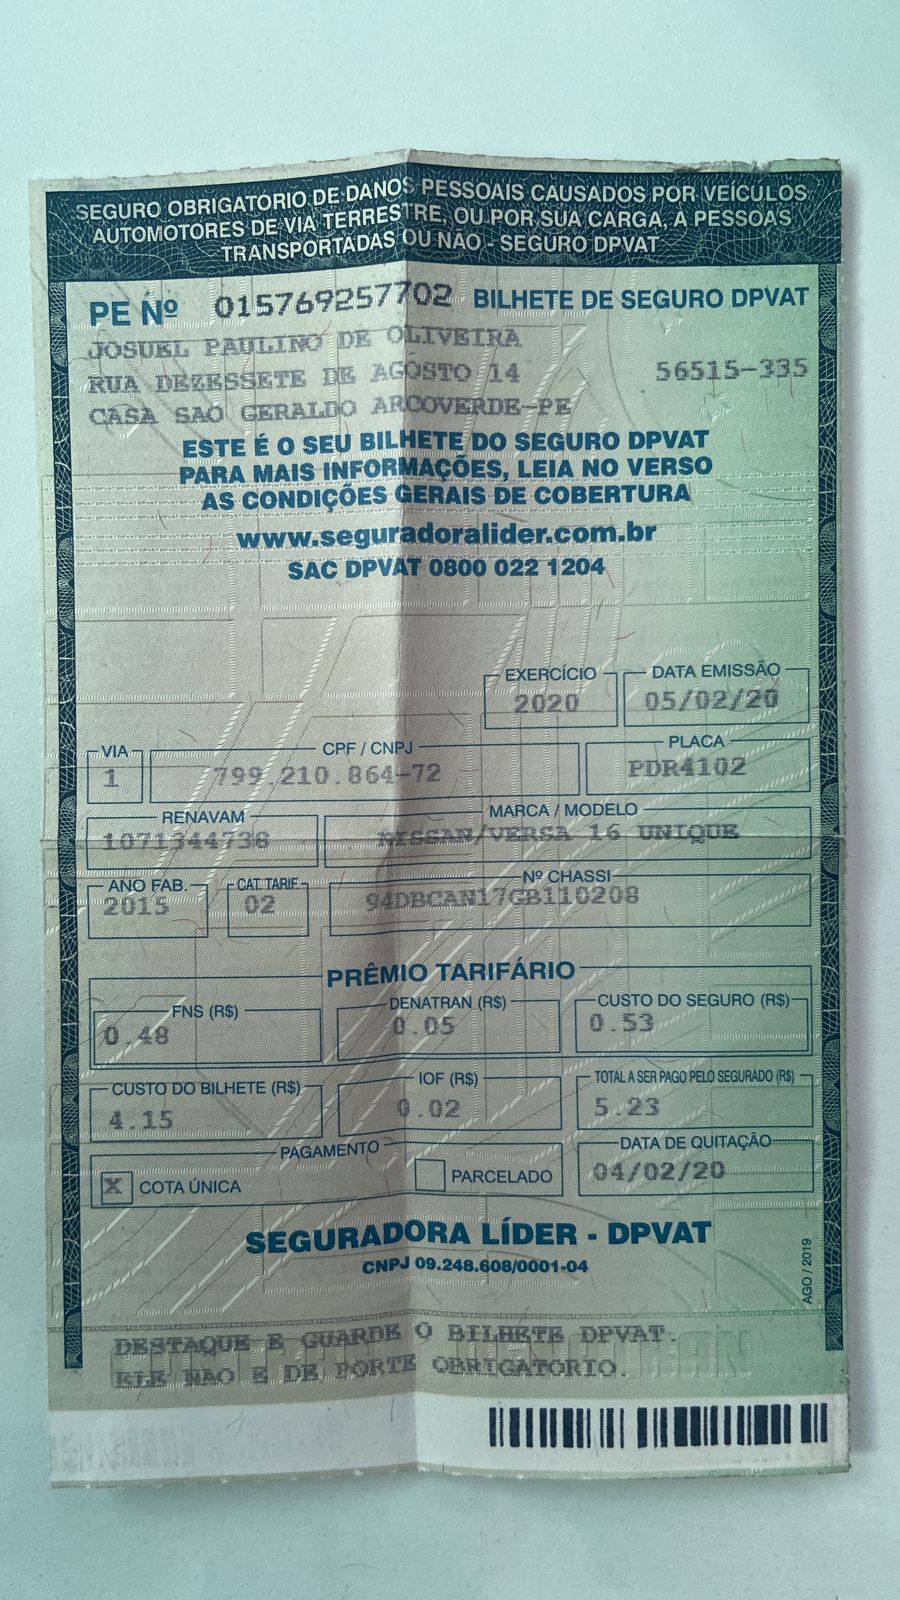 SEGURO OBRIGATÓRIO DE DANOS PESSOAIS CAUSADOS POR VEÍCULOS
AUTOMOTORES DE VIA TERRESTRE, OU POR SUA CARGA, A PESSOAS
TRANSPORTADAS OU NÃO - SEGURO DPVAT
PE Nº 015769257702 BILHETE DE SEGURO DPVAT
JOSUEL PAULINO DE OLIVEIRA
RUA DEZESSETE DE AGOSTO 14 56515-335
CASA SAO GERALDO ARCOVERDE-PE
ESTE É O SEU BILHETE DO SEGURO DPVAT
PARA MAIS INFORMAÇÕES, LEIA NO VERSO
AS CONDIÇÕES GERAIS DE COBERTURA
www.seguradoralider.com.br
SAC DPVAT 0800 022 1204
EXERCÍCIO DATA EMISSÃO
2020 05/02/20
VIA CPF / CNPJ PLACA
1 799.210.864-72 PDR4102
RENAVAM MARCA / MODELO
1071344738 NISSAN/VERSA 16 UNIQUE
ANO FAB. CAT. TARIF. Nº CHASSI
2015 02 94DBCAN17GB110208
PRÊMIO TARIFÁRIO
FNS (R$) DENATRAN (R$) CUSTO DO SEGURO (R$)
0.48 0.05 0.53
CUSTO DO BILHETE (R$) IOF (R$) TOTAL A SER PAGO PELO SEGURADO (R$)
4.15 0.02 5.23
PAGAMENTO DATA DE QUITAÇÃO
X COTA ÚNICA PARCELADO 04/02/20
SEGURADORA LÍDER - DPVAT
CNPJ 09.248.608/0001-04
AGO / 2019
DESTAQUE E GUARDE O BILHETE DPVAT.
ELE NAO E DE PORTE OBRIGATORIO.